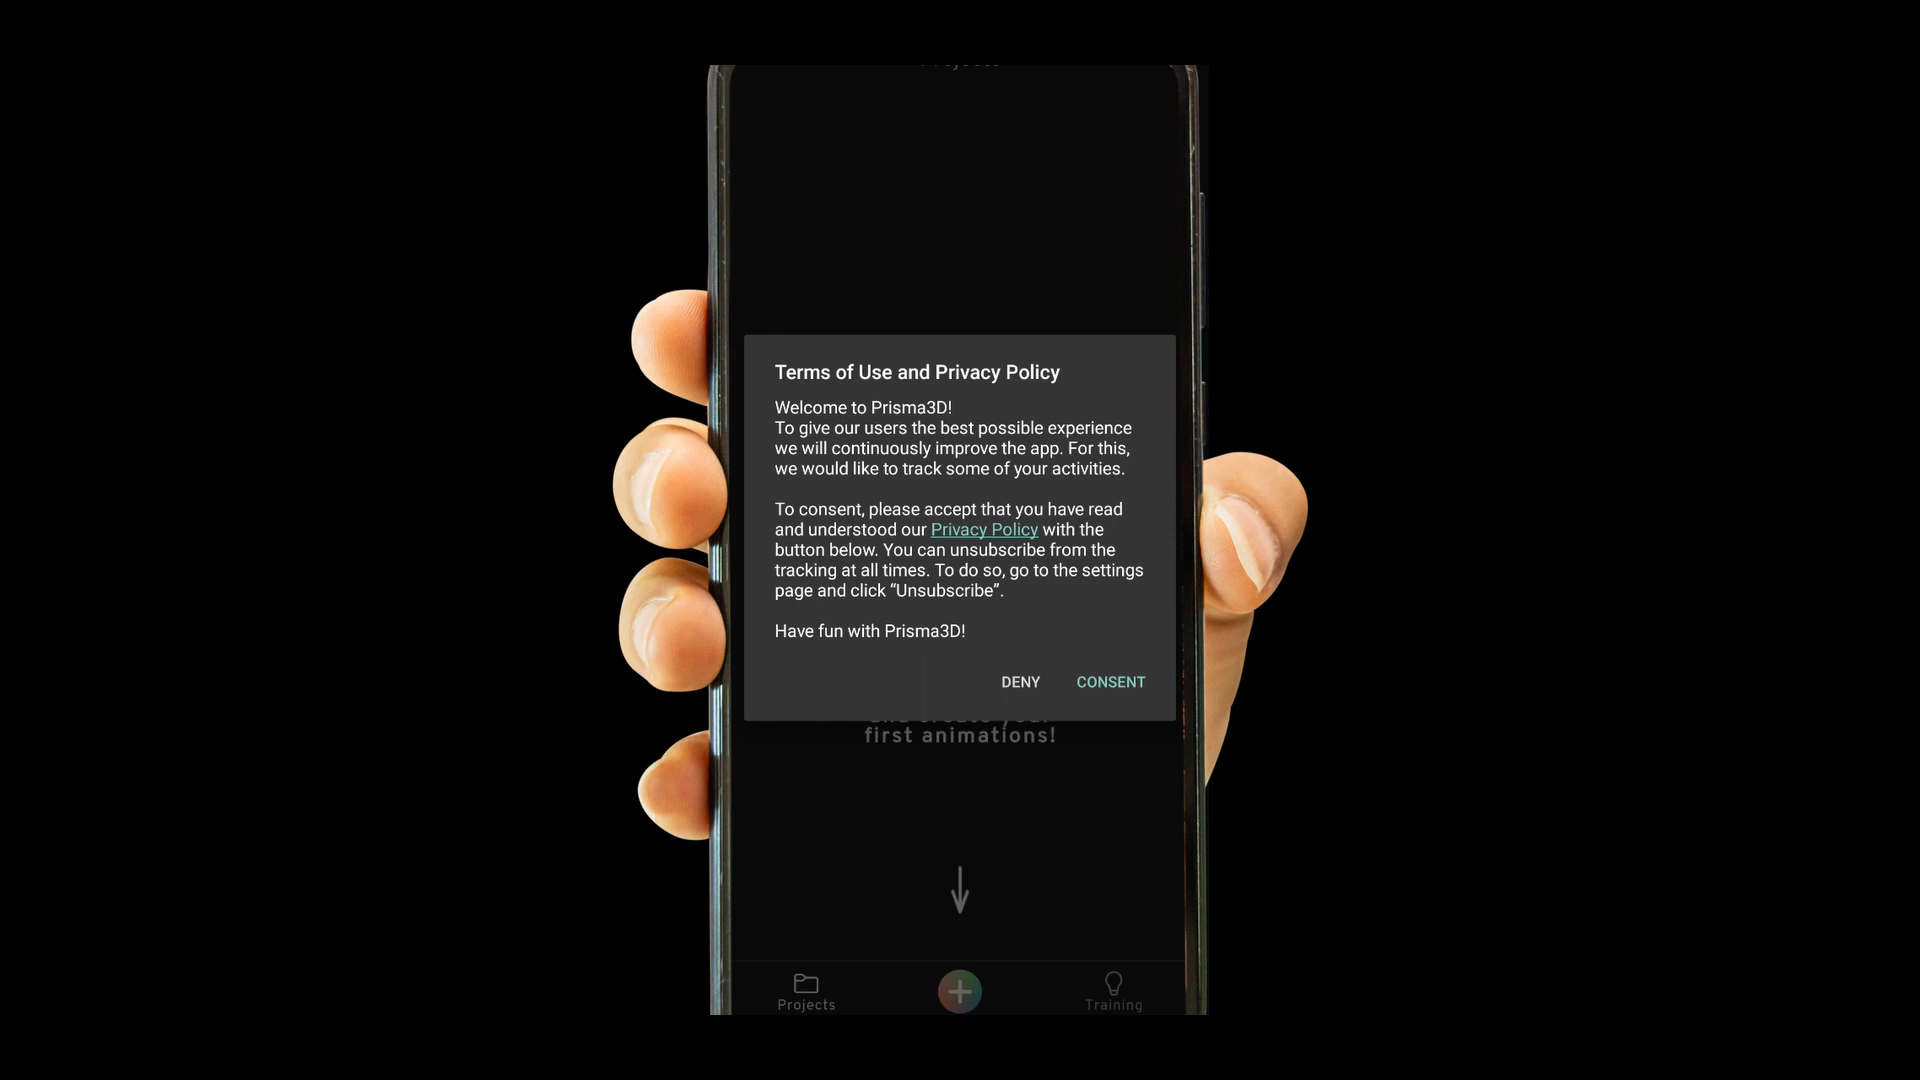 Terms of Use and Privacy Policy
Welcome to Prisma3D!
To give our users the best possible experience
we will continuously improve the app. For this,
we would like to track some of your activities.
To consent, please accept that you have read
and understood our Privacy Policy with the
button below. You can unsubscribe from the
tracking at all times. To do so, go to the settings
page and click “Unsubscribe”.
Have fun with Prisma3D!
DENY CONSENT
first animations!
Projects
Training